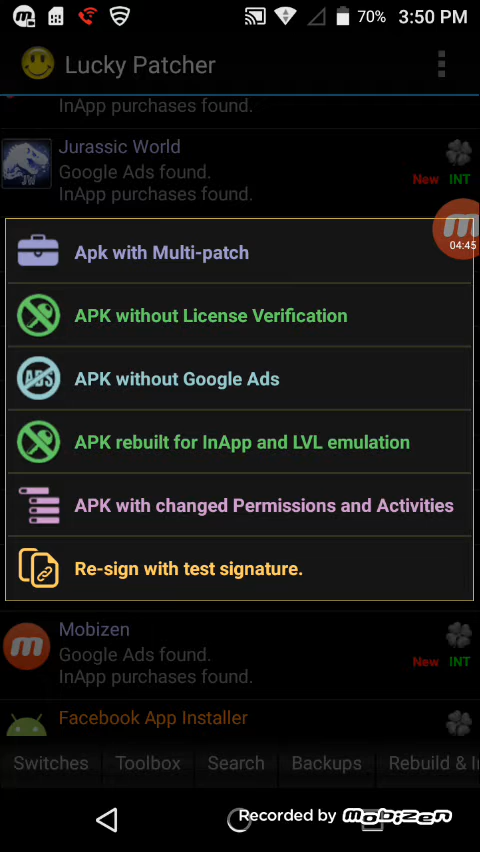 70% 3:50 PM
Lucky Patcher
InApp purchases found.
Jurassic World
Google Ads found.
InApp purchases found.
New INT
JW
04:45
Apk with Multi-patch
APK without License Verification
ADS
APK without Google Ads
APK rebuilt for InApp and LVL emulation
APK with changed Permissions and Activities
Re-sign with test signature.
Mobizen
Google Ads found.
InApp purchases found.
New INT
Facebook App Installer
Switches Toolbox Search Backups Rebuild & I
Recorded by Mobizen